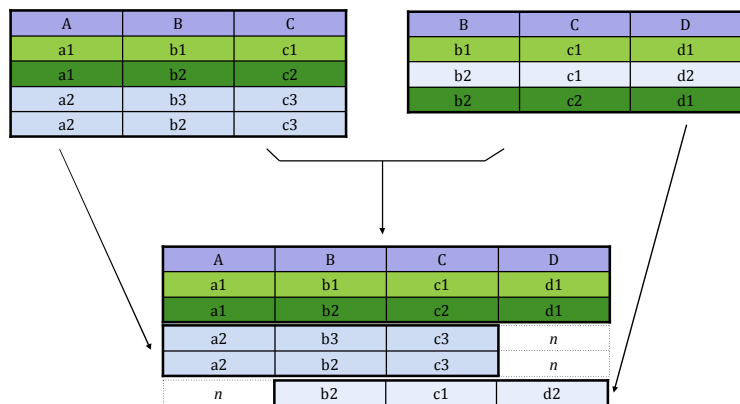 A B C
a1 b1 c1
a1 b2 c2
a2 b3 c3
a2 b2 c3
B C D
b1 c1 d1
b2 c1 d2
b2 c2 d1
A B C D
a1 b1 c1 d1
a1 b2 c2 d1
a2 b3 c3 n
a2 b2 c3 n
n b2 c1 d2